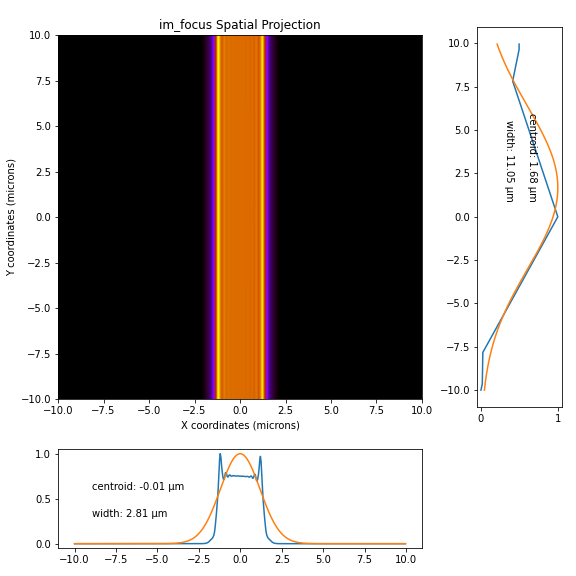 im_focus Spatial Projection
10.0
7.5
5.0
2.5
0.0
−2.5
−5.0
−7.5
−10.0
Y coordinates (microns)
−10.0 −7.5 −5.0 −2.5 0.0 2.5 5.0 7.5 10.0
X coordinates (microns)
10.0
7.5
5.0
2.5
0.0
−2.5
−5.0
−7.5
−10.0
0 1
centroid: 1.68 μm
width: 11.05 μm
1.0
0.5
0.0
centroid: -0.01 μm
width: 2.81 μm
−10.0 −7.5 −5.0 −2.5 0.0 2.5 5.0 7.5 10.0